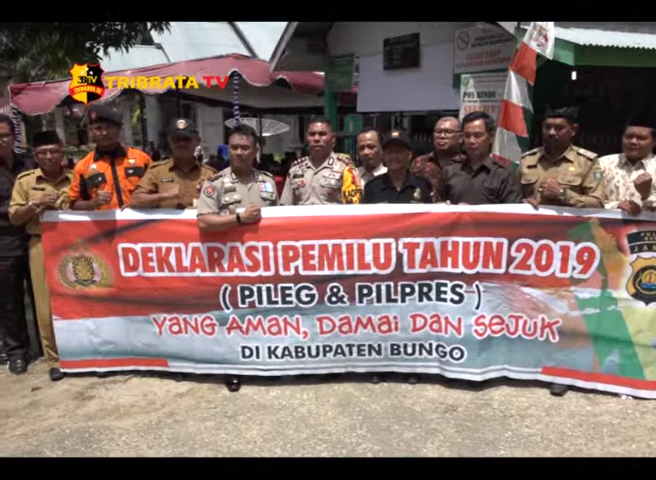 TRIBRATA TV
DEKLARASI PEMILU TAHUN 2019
( PILEG & PILPRES )
YANG AMAN, DAMAI DAN SEJUK
DI KABUPATEN BUNGO